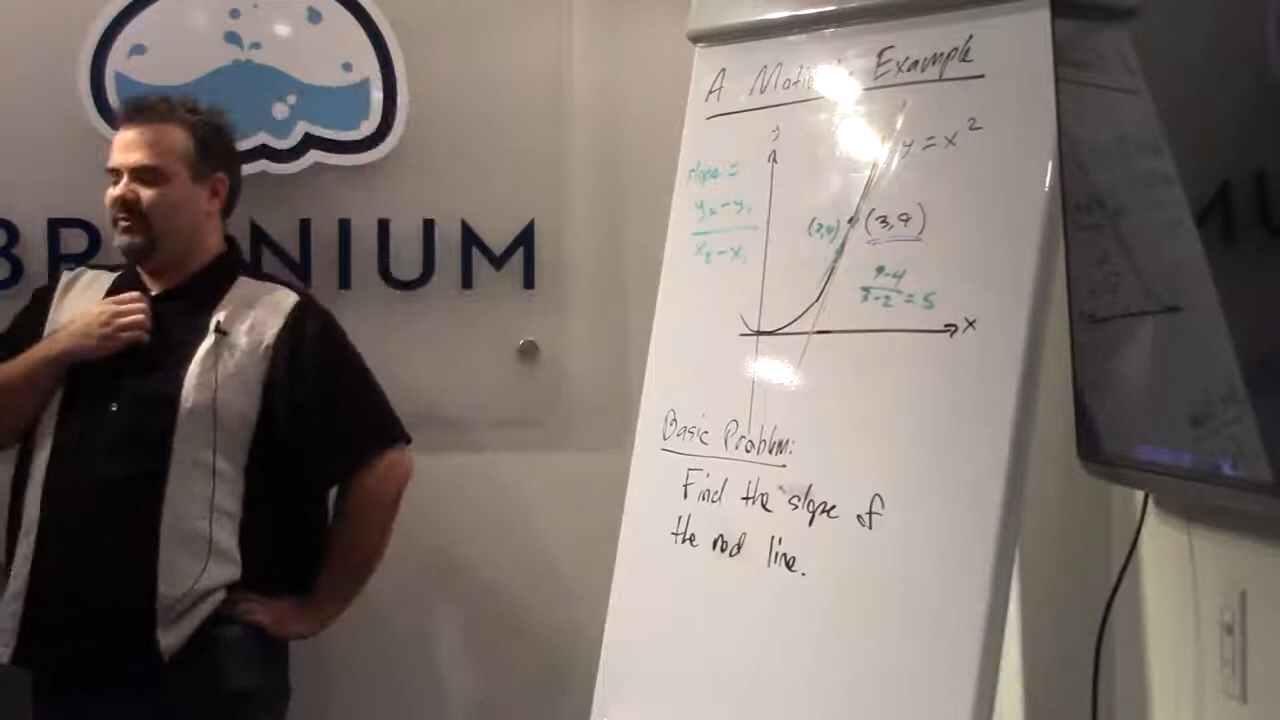 A Example
y
y = x²
slope =
y₂-y₁
x₂-x₁
(3,9)
9-4
3-2 = 5
x
Basic Problem:
Find the slope of
the red line.
NIUM